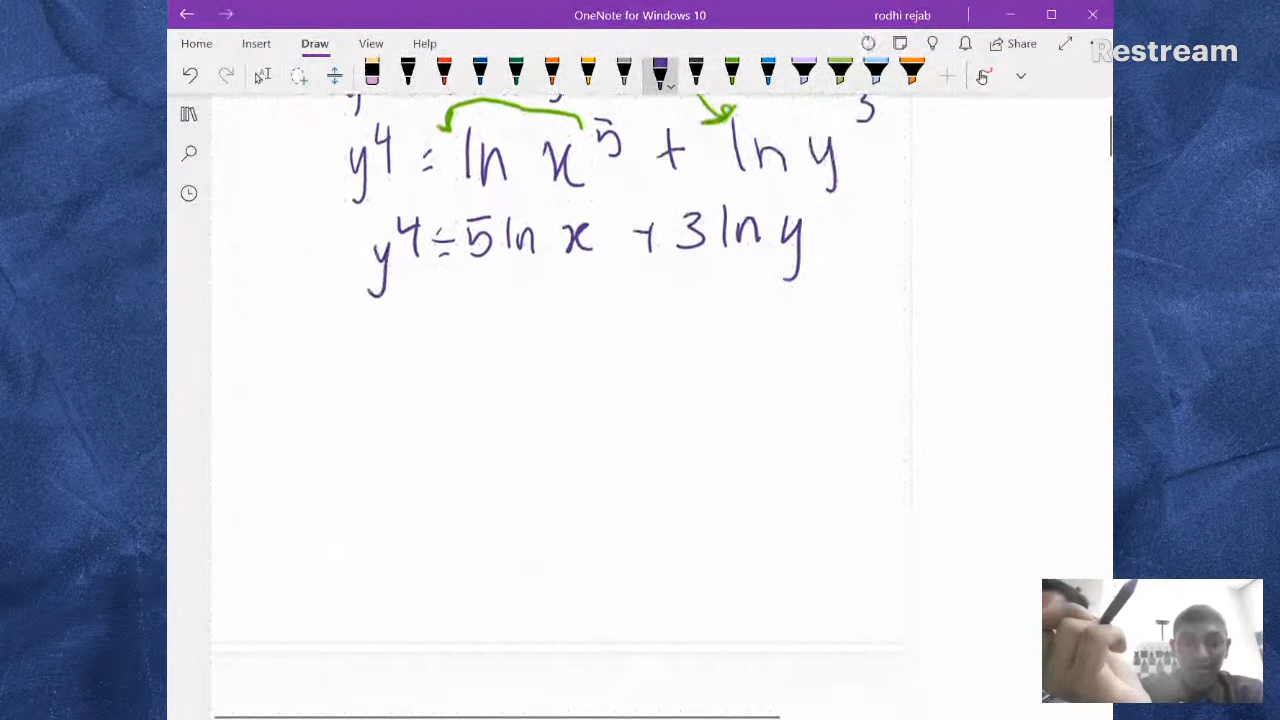 OneNote for Windows 10
rodhi rejab
Home Insert Draw View Help
Share
Restream
y⁴ = ln x⁵ + ln y³
y⁴ = 5 ln x + 3 ln y